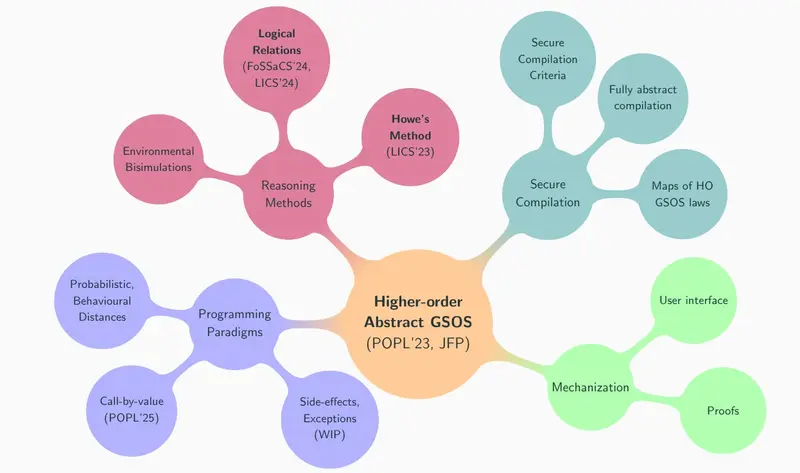 Logical
Relations
(FoSSaCS'24,
LICS'24)
Howe's
Method
(LICS'23)
Environmental
Bisimulations
Reasoning
Methods
Secure
Compilation
Criteria
Fully abstract
compilation
Maps of HO
GSOS laws
Secure
Compilation
Higher-order
Abstract GSOS
(POPL'23, JFP)
Probabilistic,
Behavioural
Distances
Programming
Paradigms
Call-by-value
(POPL'25)
Side-effects,
Exceptions
(WIP)
User interface
Mechanization
Proofs